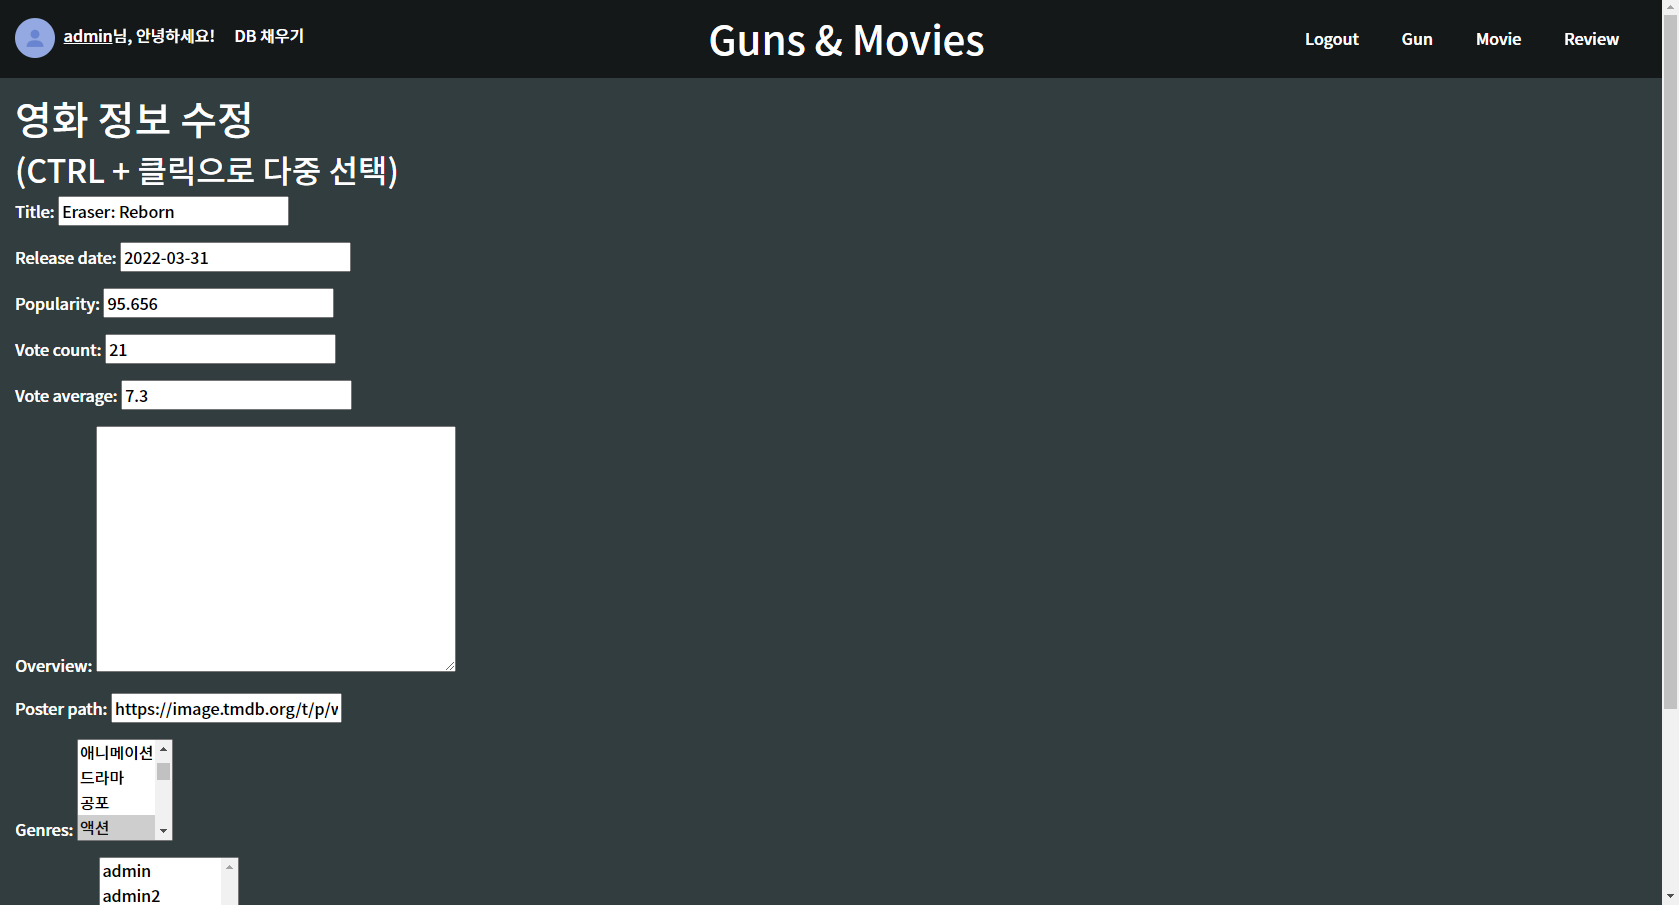 admin님, 안녕하세요! DB 채우기 Guns & Movies Logout Gun Movie Review
영화 정보 수정
(CTRL + 클릭으로 다중 선택)
Title: Eraser: Reborn
Release date: 2022-03-31
Popularity: 95.656
Vote count: 21
Vote average: 7.3
Overview:
Poster path: https://image.tmdb.org/t/p/w
애니메이션
드라마
공포
Genres: 액션
admin
admin2